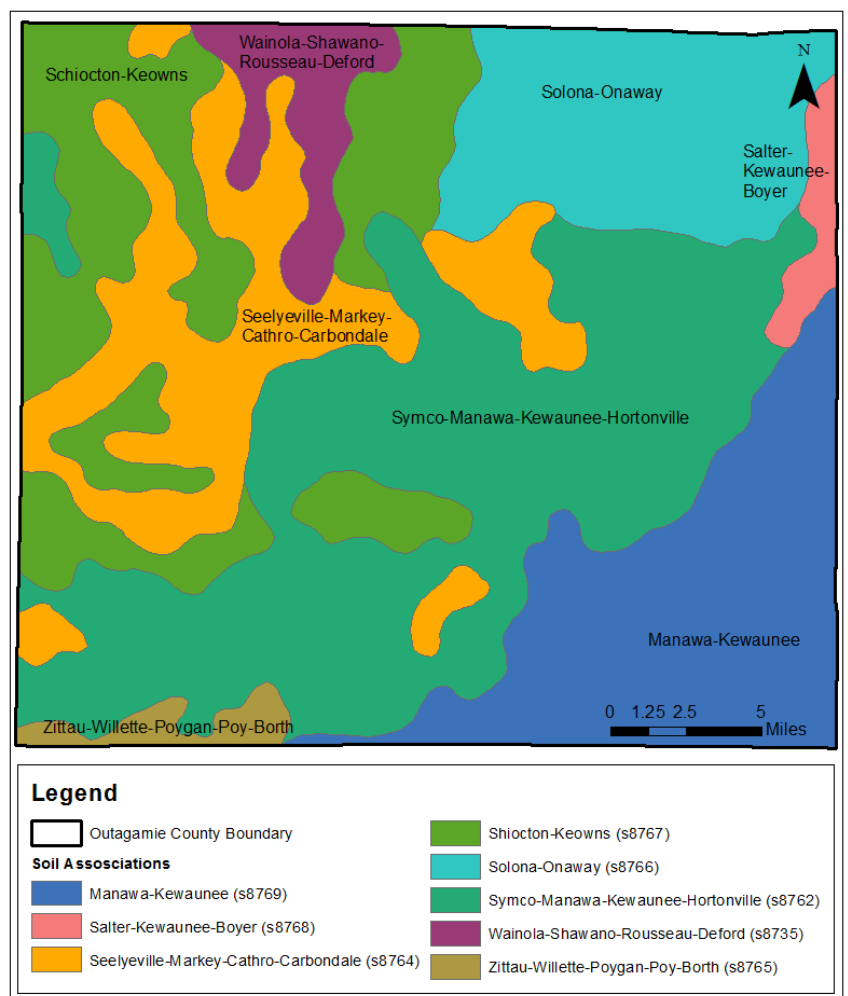 Wainola-Shawano-
Rousseau-Deford
N
Schiocton-Keowns
Solona-Onaway
Salter-
Kewaunee-
Boyer
Seelyeville-Markey-
Cathro-Carbondale
Symco-Manawa-Kewaunee-Hortonville
Manawa-Kewaunee
Zittau-Willette-Poygan-Poy-Borth
0 1.25 2.5 5
Miles
Legend
Outagamie County Boundary
Soil Assosciations
Manawa-Kewaunee (s8769)
Salter-Kewaunee-Boyer (s8768)
Seelyeville-Markey-Cathro-Carbondale (s8764)
Shiocton-Keowns (s8767)
Solona-Onaway (s8766)
Symco-Manawa-Kewaunee-Hortonville (s8762)
Wainola-Shawano-Rousseau-Deford (s8735)
Zittau-Willette-Poygan-Poy-Borth (s8765)